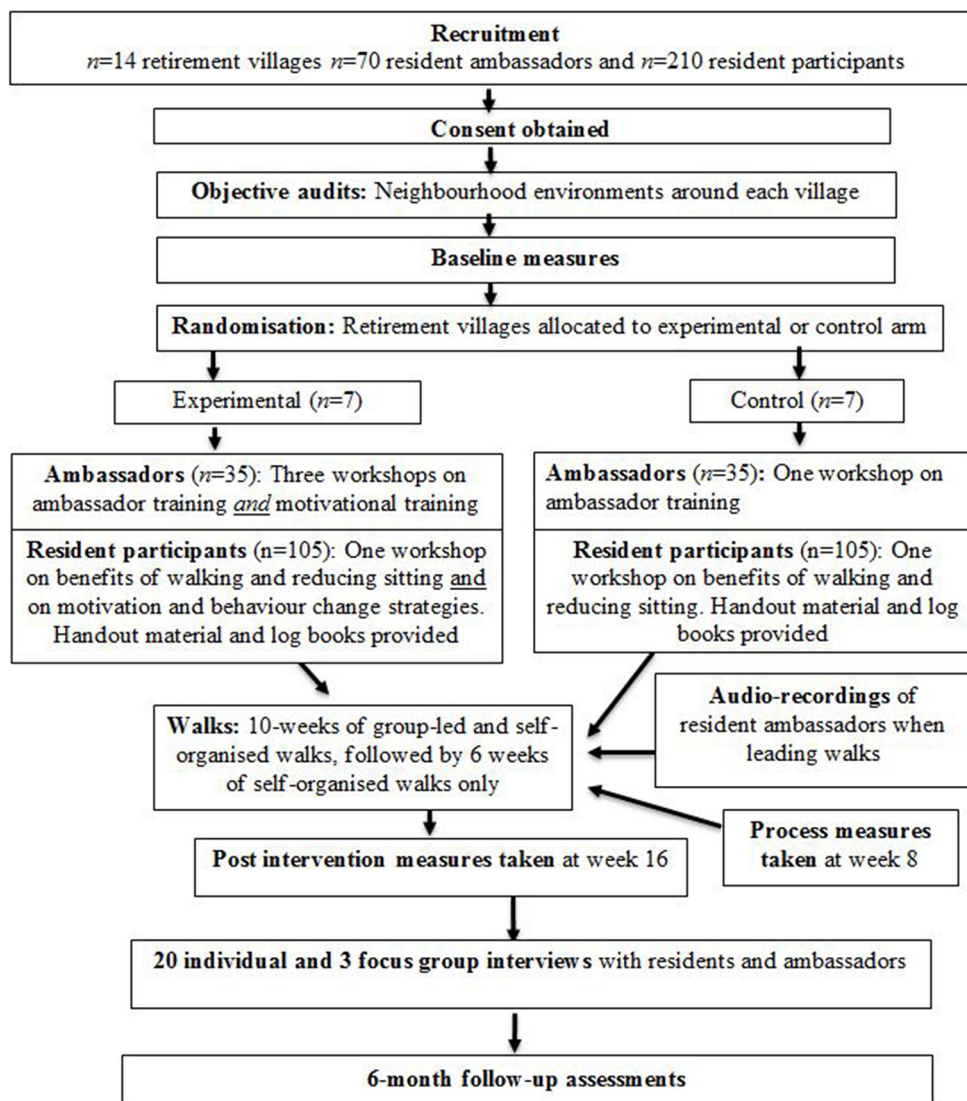 Recruitment
n=14 retirement villages n=70 resident ambassadors and n=210 resident participants
Consent obtained
Objective audits: Neighbourhood environments around each village
Baseline measures
Randomisation: Retirement villages allocated to experimental or control arm
Experimental (n=7)
Control (n=7)
Ambassadors (n=35): Three workshops on
ambassador training and motivational training
Resident participants (n=105): One workshop
on benefits of walking and reducing sitting and
on motivation and behaviour change strategies.
Handout material and log books provided
Ambassadors (n=35): One workshop on
ambassador training
Resident participants (n=105): One
workshop on benefits of walking and
reducing sitting. Handout material and log
books provided
Walks: 10-weeks of group-led and self-
organised walks, followed by 6 weeks
of self-organised walks only
Audio-recordings of
resident ambassadors when
leading walks
Process measures
taken at week 8
Post intervention measures taken at week 16
20 individual and 3 focus group interviews with residents and ambassadors
6-month follow-up assessments